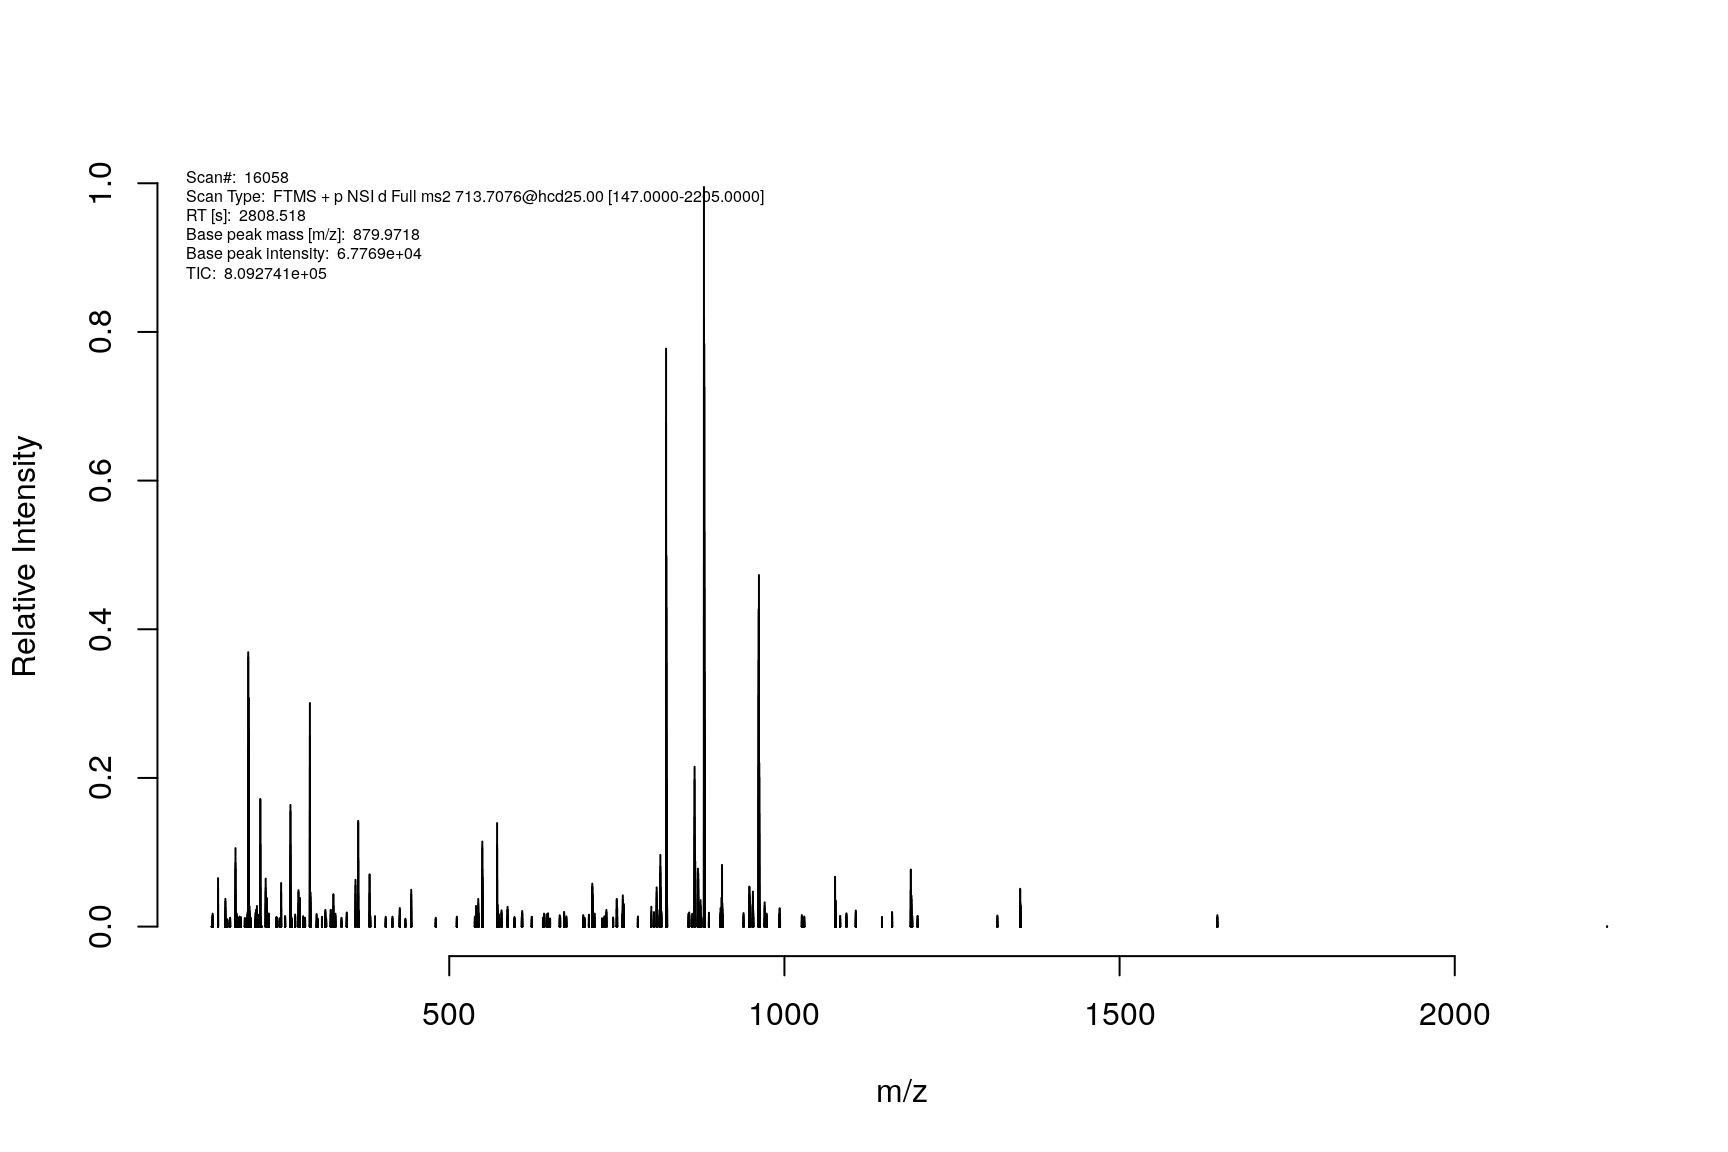 Scan#: 16058
Scan Type: FTMS + p NSI d Full ms2 713.7076@hcd25.00 [147.0000-2205.0000]
RT [s]: 2808.518
Base peak mass [m/z]: 879.9718
Base peak intensity: 6.7769e+04
TIC: 8.092741e+05
Relative Intensity
1.0
0.8
0.6
0.4
0.2
0.0
500 1000 1500 2000
m/z